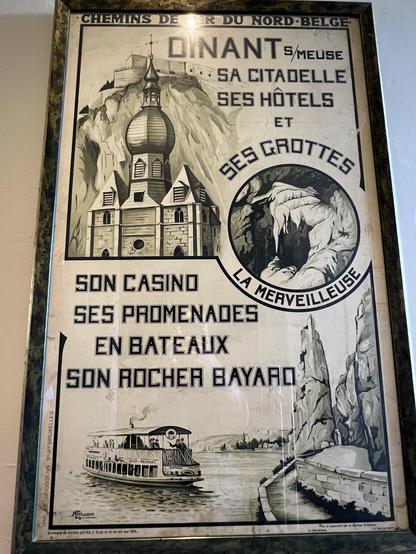 CHEMINS DE FER DU NORD-BELGE
DINANT S/MEUSE
SA CITADELLE
SES HÔTELS
ET
SES GROTTES
LA MERVEILLEUSE
SON CASINO
SES PROMENADES
EN BATEAUX
SON ROCHER BAYARD